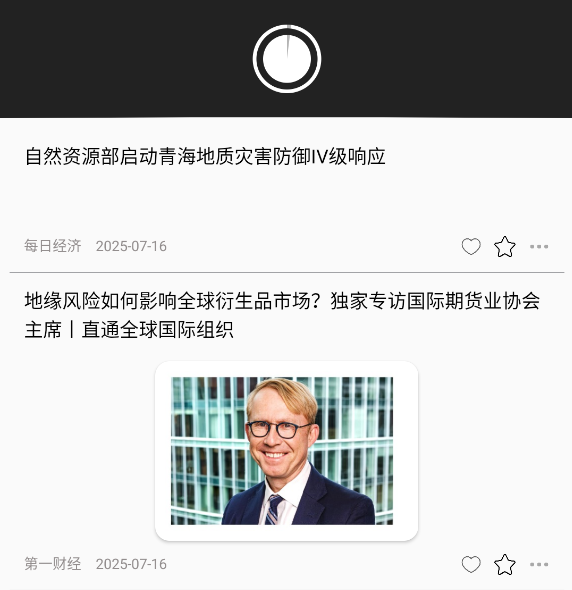 自然资源部启动青海地质灾害防御IV级响应
每日经济 2025-07-16
地缘风险如何影响全球衍生品市场？独家专访国际期货业协会
主席丨直通全球国际组织
第一财经 2025-07-16